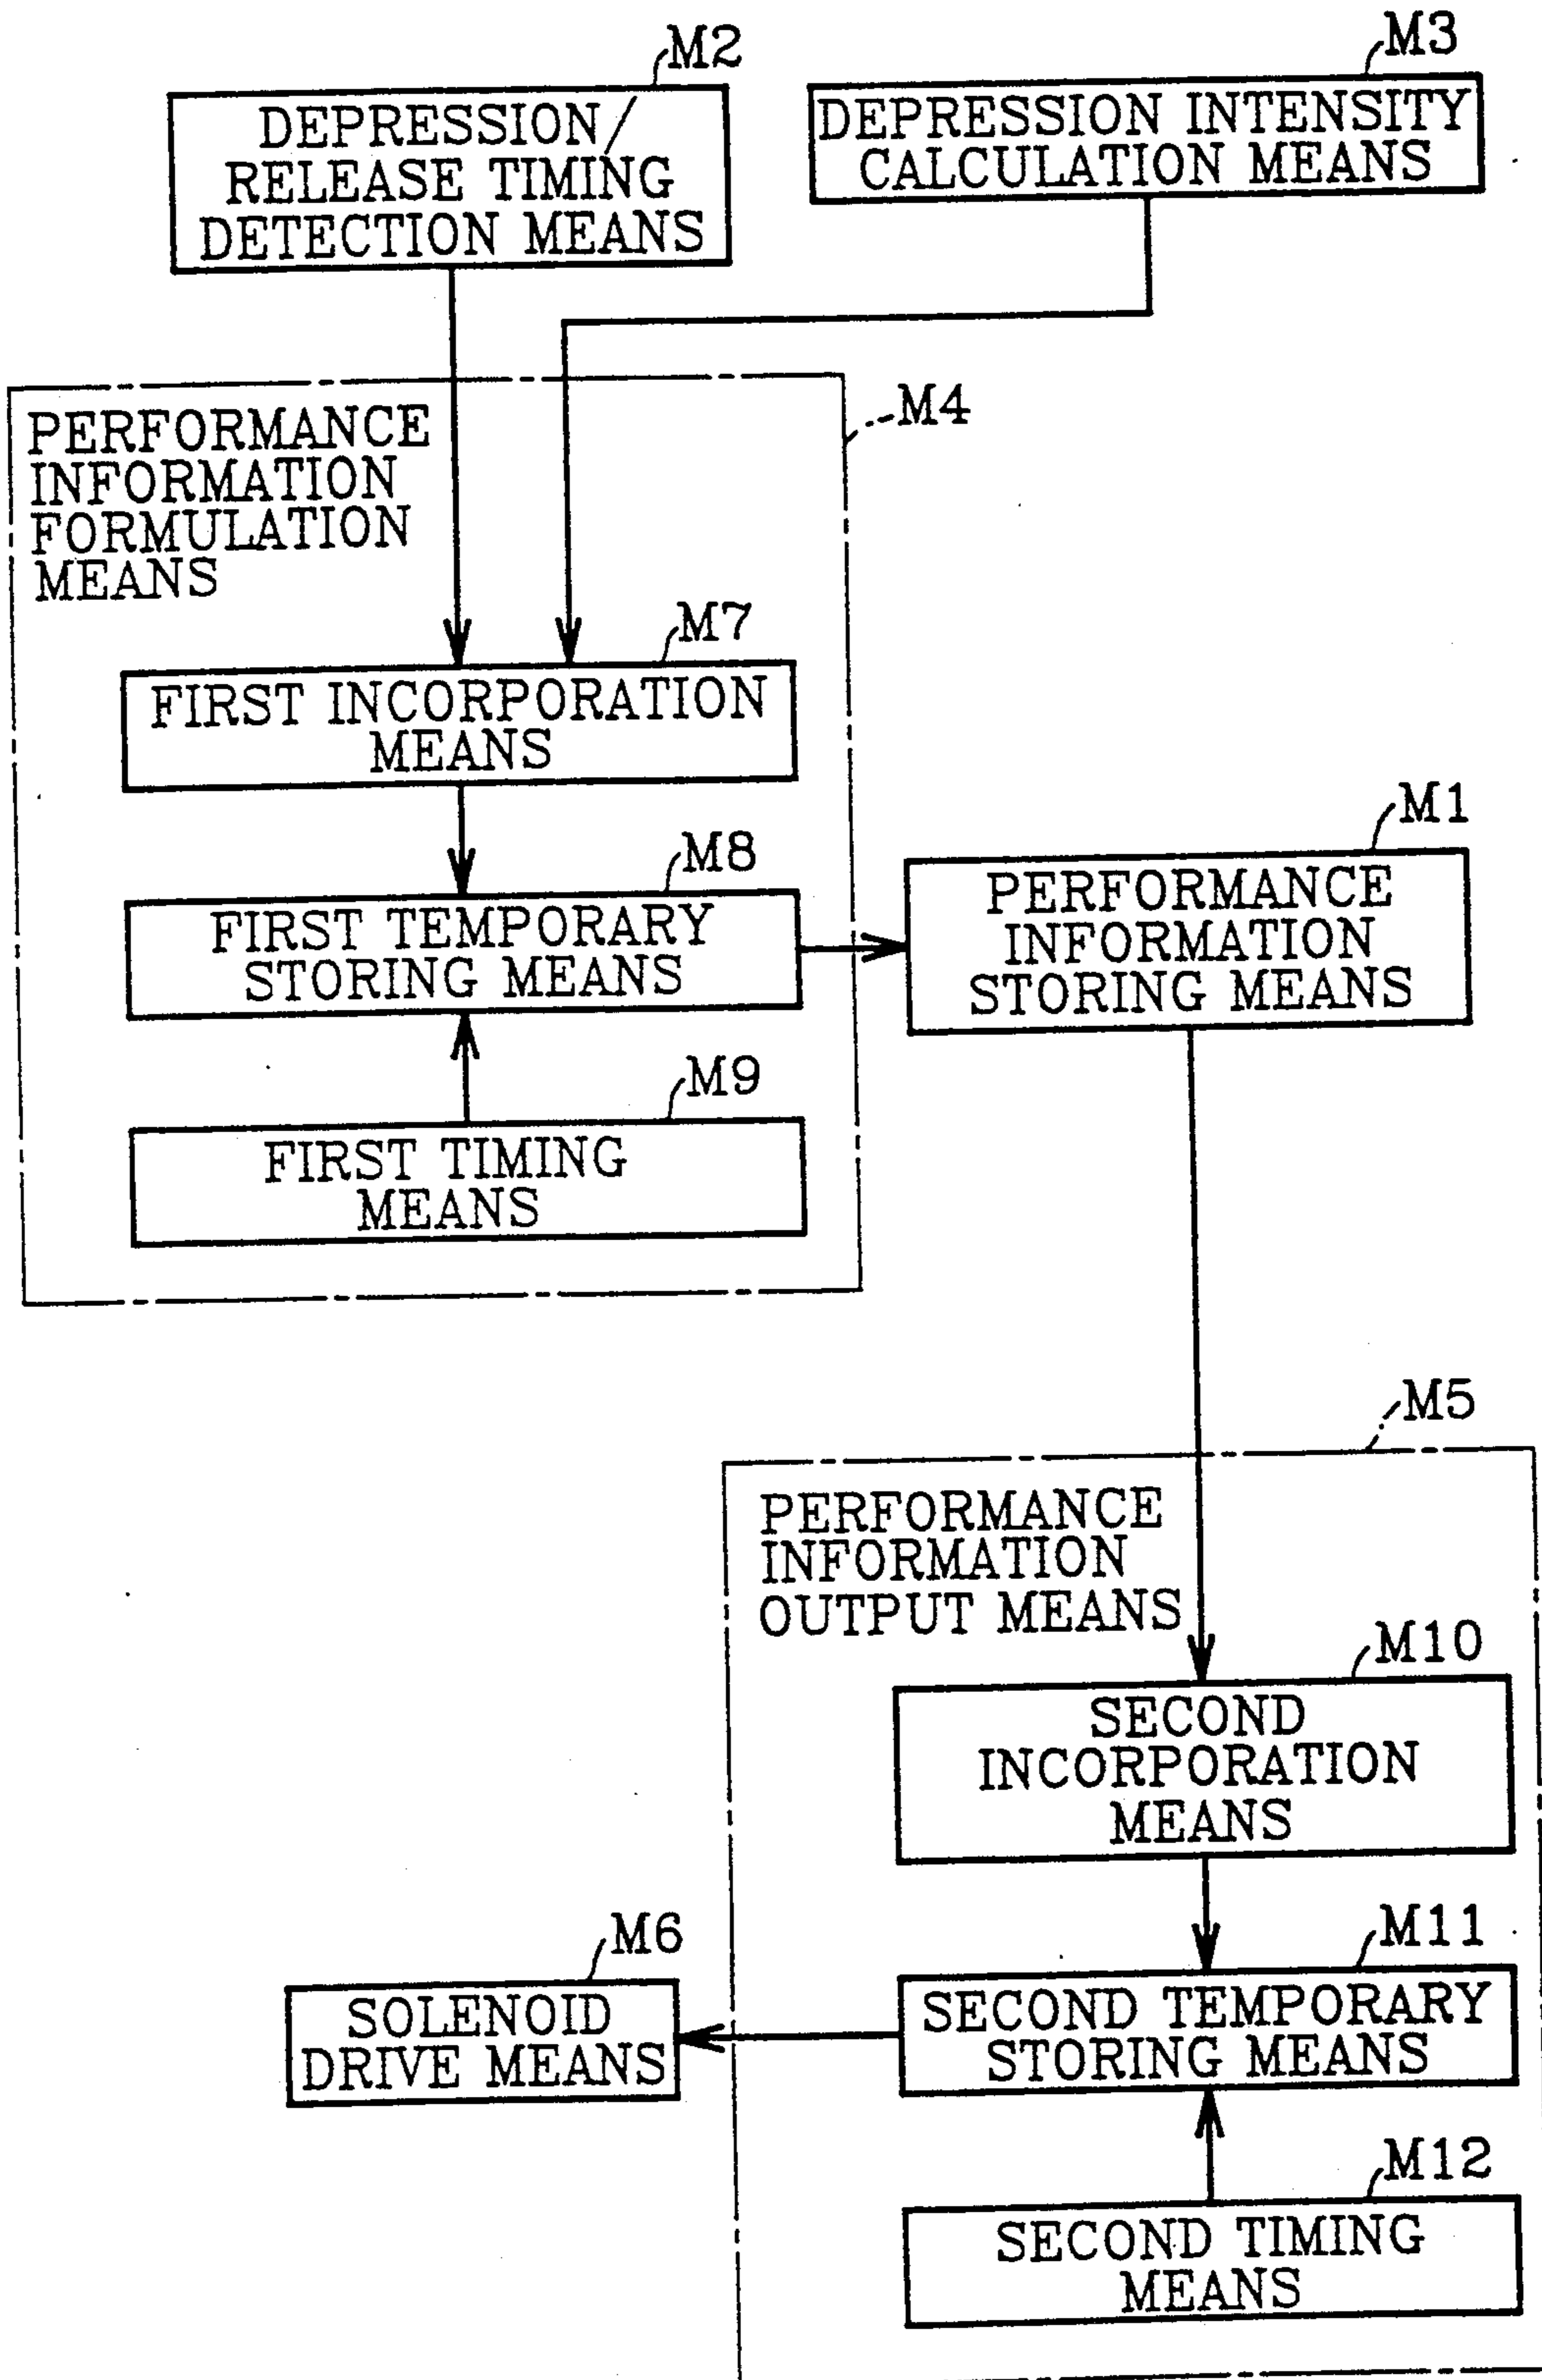 M2
DEPRESSION/
RELEASE TIMING
DETECTION MEANS
M3
DEPRESSION INTENSITY
CALCULATION MEANS
M4
PERFORMANCE
INFORMATION
FORMULATION
MEANS
M7
FIRST INCORPORATION
MEANS
M8
FIRST TEMPORARY
STORING MEANS
M9
FIRST TIMING
MEANS
M1
PERFORMANCE
INFORMATION
STORING MEANS
M5
PERFORMANCE
INFORMATION
OUTPUT MEANS
M10
SECOND
INCORPORATION
MEANS
M11
SECOND TEMPORARY
STORING MEANS
M6
SOLENOID
DRIVE MEANS
M12
SECOND TIMING
MEANS